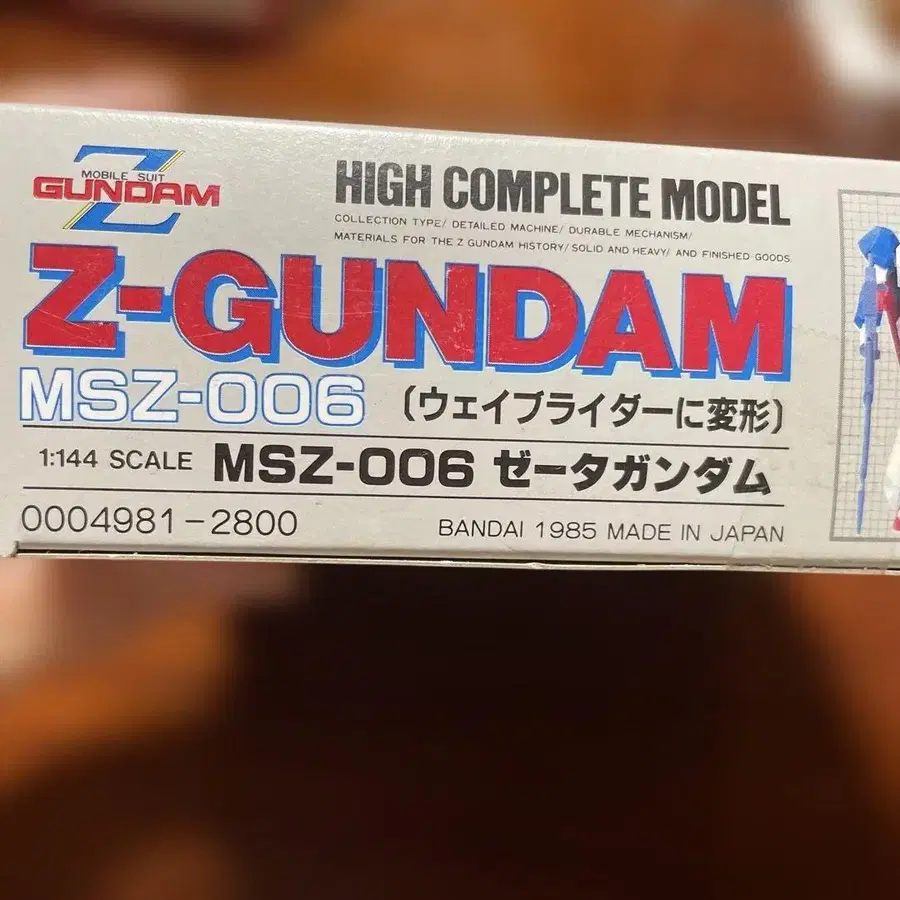 Z
MOBILE SUIT
GUNDAM
HIGH COMPLETE MODEL
COLLECTION TYPE/ DETAILED MACHINE/ DURABLE MECHANISM/
MATERIALS FOR THE Z GUNDAM HISTORY/ SOLID AND HEAVY/ AND FINISHED GOODS.
Z-GUNDAM
MSZ-006 (ウェイブライダーに変形)
1:144 SCALE MSZ-006 ゼータガンダム
0004981-2800 BANDAI 1985 MADE IN JAPAN